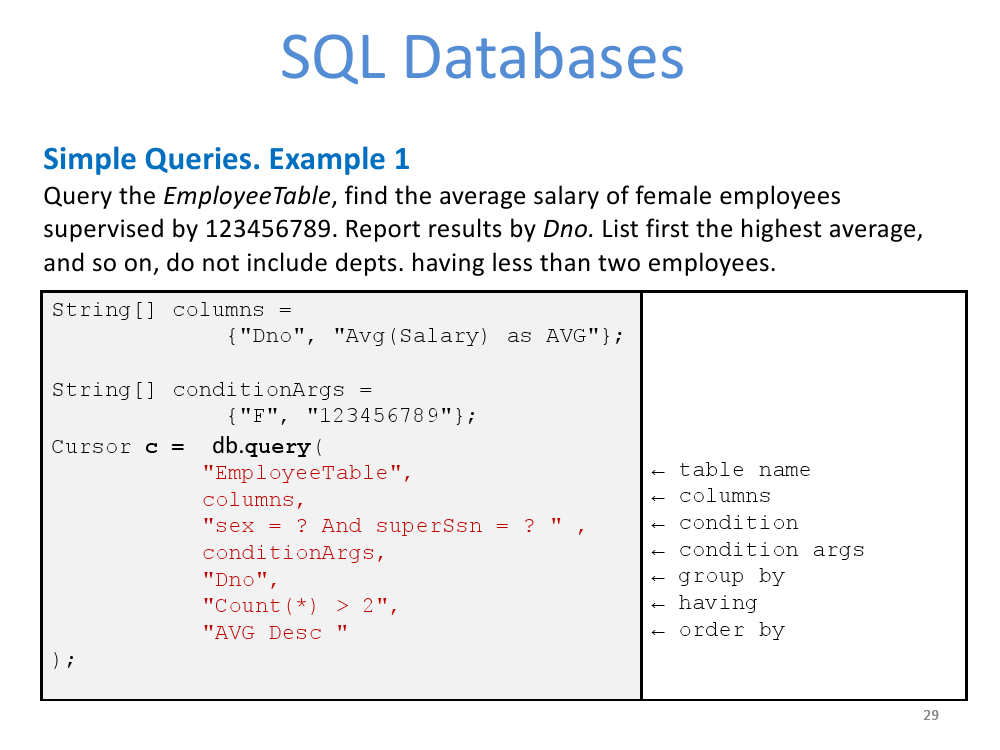 SQL Databases
Simple Queries. Example 1
Query the EmployeeTable, find the average salary of female employees
supervised by 123456789. Report results by Dno. List first the highest average,
and so on, do not include depts. having less than two employees.
String[] columns =
{"Dno", "Avg(Salary) as AVG"};
String[] conditionArgs =
{"F", "123456789"};
Cursor c = db.query(
"EmployeeTable", ← table name
columns, ← columns
"sex = ? And superSsn = ? " , ← condition
conditionArgs, ← condition args
"Dno", ← group by
"Count(*) > 2", ← having
"AVG Desc " ← order by
);
29